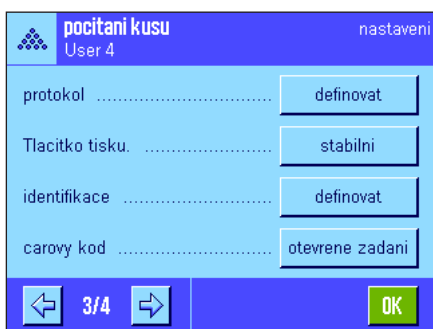 pocitani kusu nastaveni
User 4
protokol .............................. definovat
Tlacitko tisku. ...................... stabilni
identifikace ......................... definovat
carovy kod .......................... otevrene zadani
3/4 OK